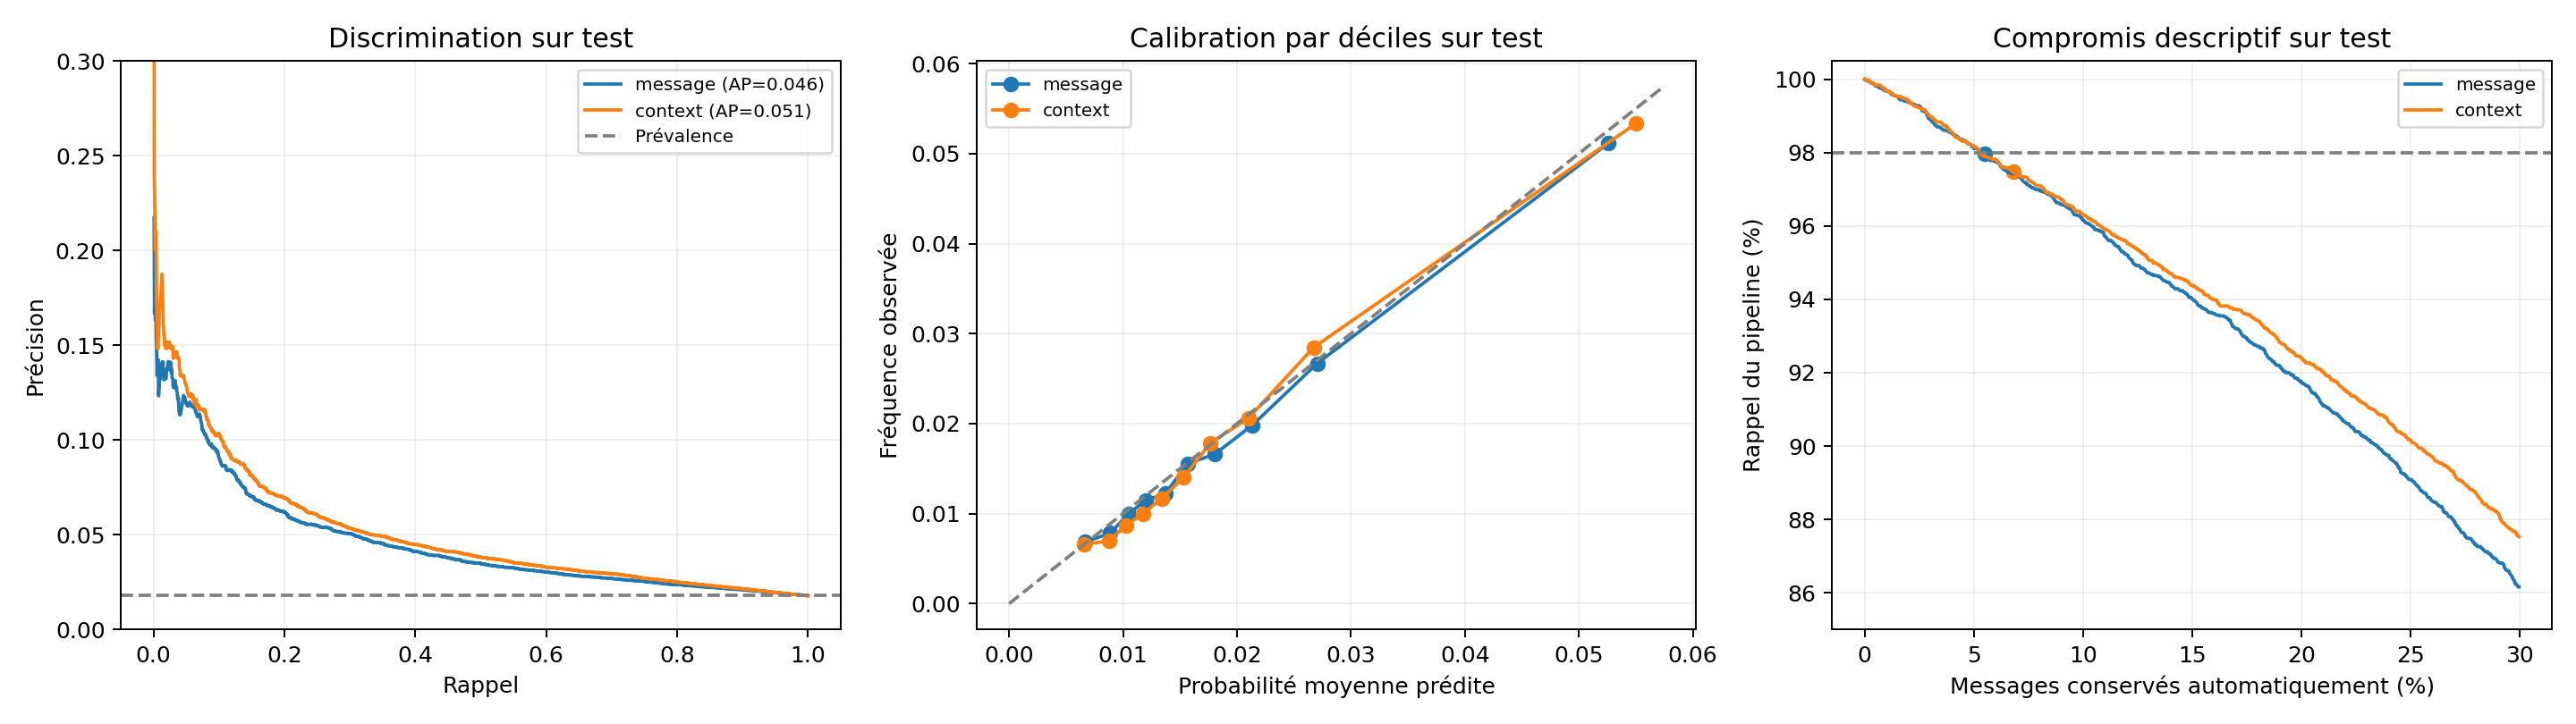 Discrimination sur test
0.30
0.25
0.20
0.15
0.10
0.05
0.00
Précision
message (AP=0.046)
context (AP=0.051)
Prévalence
0.0 0.2 0.4 0.6 0.8 1.0
Rappel
Calibration par déciles sur test
0.06
0.05
0.04
0.03
0.02
0.01
0.00
Fréquence observée
message
context
0.00 0.01 0.02 0.03 0.04 0.05 0.06
Probabilité moyenne prédite
Compromis descriptif sur test
100
98
96
94
92
90
88
86
Rappel du pipeline (%)
message
context
0 5 10 15 20 25 30
Messages conservés automatiquement (%)